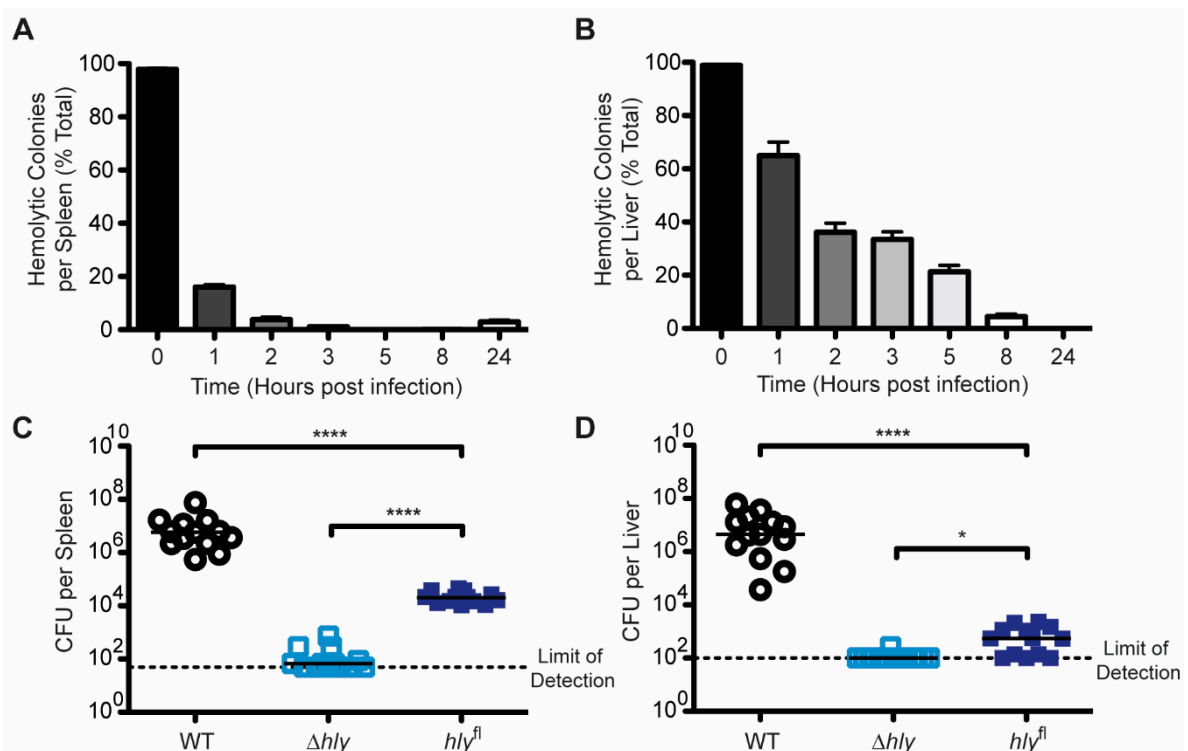 A
Hemolytic Colonies
per Spleen (% Total)
100
80
60
40
20
0
0 1 2 3 5 8 24
Time (Hours post infection)
B
Hemolytic Colonies
per Liver (% Total)
100
80
60
40
20
0
0 1 2 3 5 8 24
Time (Hours post infection)
C
CFU per Spleen
10^10
10^8
10^6
10^4
10^2
10^0
****
****
Limit of
Detection
WT Δhly hly^fl
D
CFU per Liver
10^10
10^8
10^6
10^4
10^2
10^0
****
*
Limit of
Detection
WT Δhly hly^fl